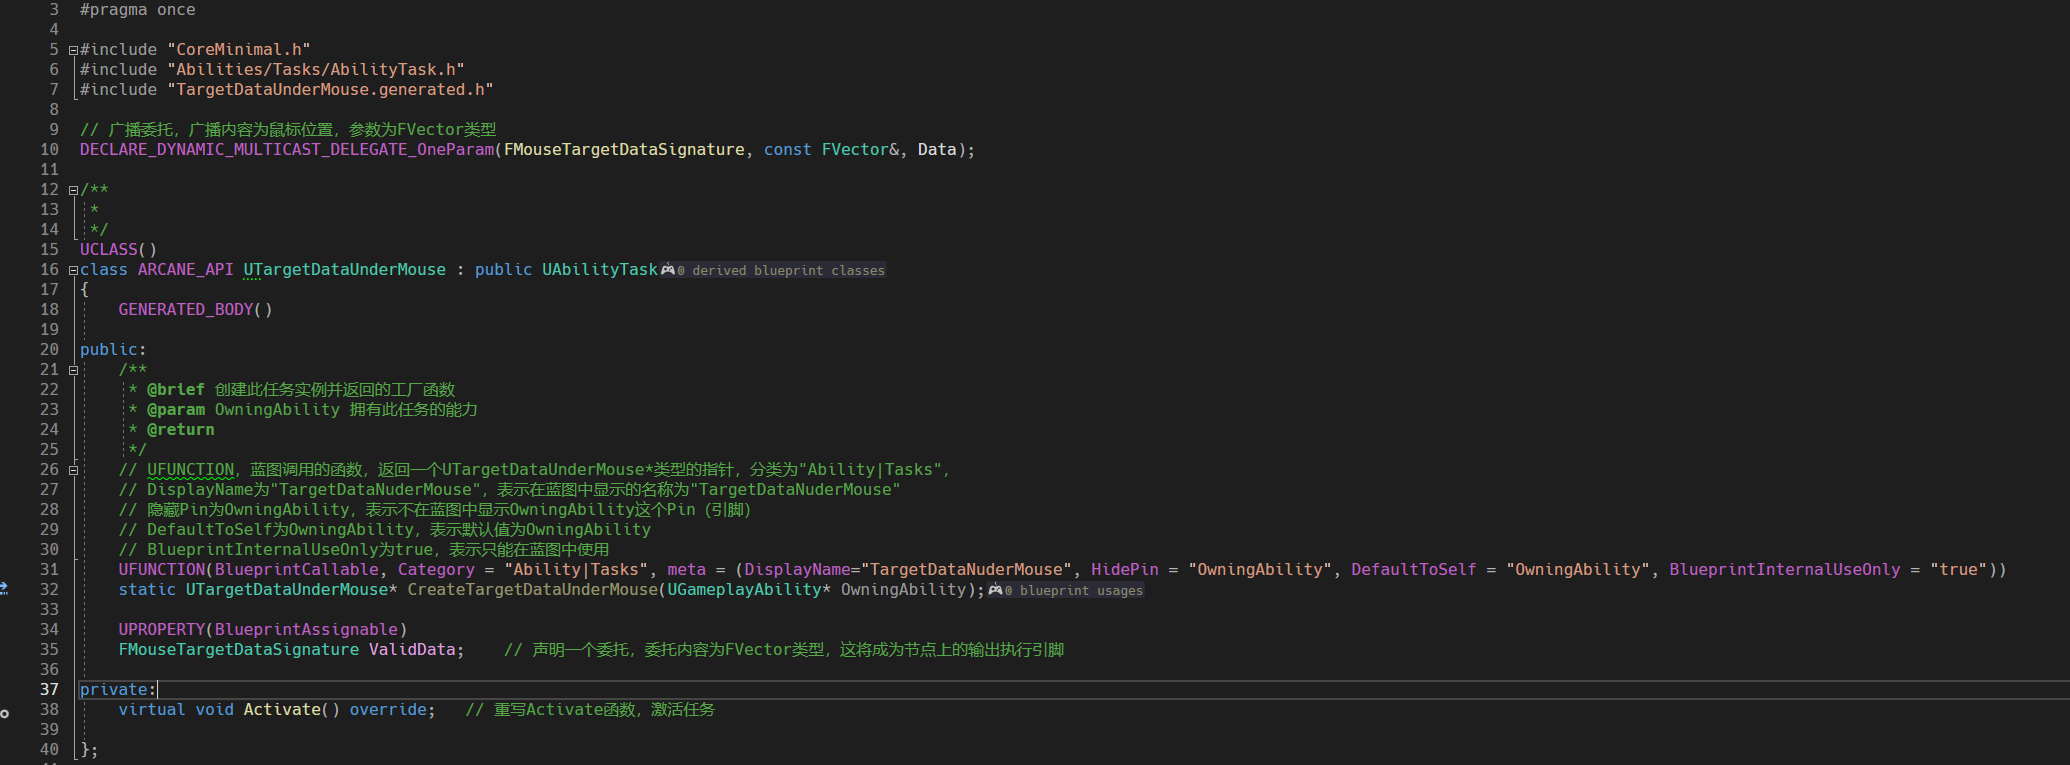 3 #pragma once
4
5 #include "CoreMinimal.h"
6 #include "Abilities/Tasks/AbilityTask.h"
7 #include "TargetDataUnderMouse.generated.h"
8
9 // 广播委托，广播内容为鼠标位置，参数为FVector类型
10 DECLARE_DYNAMIC_MULTICAST_DELEGATE_OneParam(FMouseTargetDataSignature, const FVector&, Data);
11
12 /**
13 *
14 */
15 UCLASS()
16 class ARCANE_API UTargetDataUnderMouse : public UAbilityTask 0 derived blueprint classes
17 {
18 GENERATED_BODY()
19
20 public:
21 /**
22 * @brief 创建此任务实例并返回的工厂函数
23 * @param OwningAbility 拥有此任务的能力
24 * @return
25 */
26 // UFUNCTION，蓝图调用的函数，返回一个UTargetDataUnderMouse*类型的指针，分类为"Ability|Tasks"，
27 // DisplayName为"TargetDataNuderMouse"，表示在蓝图中显示的名称为"TargetDataNuderMouse"
28 // 隐藏Pin为OwningAbility，表示不在蓝图中显示OwningAbility这个Pin（引脚）
29 // DefaultToSelf为OwningAbility，表示默认值为OwningAbility
30 // BlueprintInternalUseOnly为true，表示只能在蓝图中使用
31 UFUNCTION(BlueprintCallable, Category = "Ability|Tasks", meta = (DisplayName="TargetDataNuderMouse", HidePin = "OwningAbility", DefaultToSelf = "OwningAbility", BlueprintInternalUseOnly = "true"))
32 static UTargetDataUnderMouse* CreateTargetDataUnderMouse(UGameplayAbility* OwningAbility); 0 blueprint usages
33
34 UPROPERTY(BlueprintAssignable)
35 FMouseTargetDataSignature ValidData; // 声明一个委托，委托内容为FVector类型，这将成为节点上的输出执行引脚
36
37 private:
38 virtual void Activate() override; // 重写Activate函数，激活任务
39
40 };